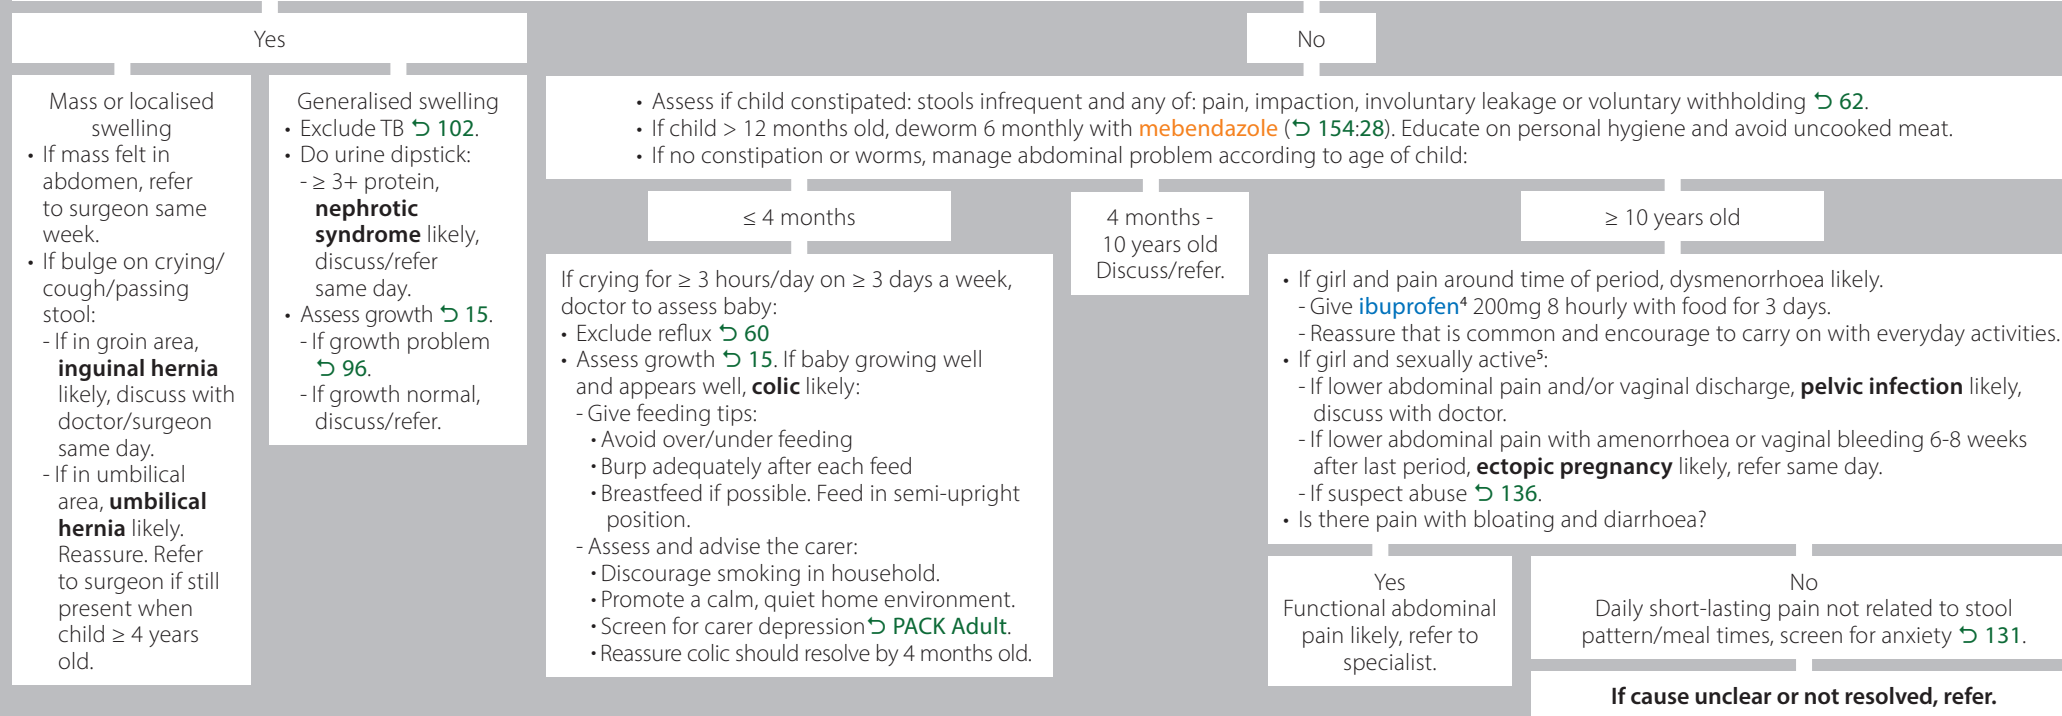 Yes
No
Mass or localised
swelling
• If mass felt in
abdomen, refer
to surgeon same
week.
• If bulge on crying/
cough/passing
stool:
- If in groin area,
inguinal hernia
likely, discuss with
doctor/surgeon
same day.
- If in umbilical
area, umbilical
hernia likely.
Reassure. Refer
to surgeon if still
present when
child ≥ 4 years
old.
Generalised swelling
• Exclude TB ⮌ 102.
• Do urine dipstick:
- ≥ 3+ protein,
nephrotic
syndrome likely,
discuss/refer
same day.
• Assess growth ⮌ 15.
- If growth problem
⮌ 96.
- If growth normal,
discuss/refer.
• Assess if child constipated: stools infrequent and any of: pain, impaction, involuntary leakage or voluntary withholding ⮌ 62.
• If child > 12 months old, deworm 6 monthly with mebendazole (⮌ 154:28). Educate on personal hygiene and avoid uncooked meat.
• If no constipation or worms, manage abdominal problem according to age of child:
≤ 4 months
If crying for ≥ 3 hours/day on ≥ 3 days a week,
doctor to assess baby:
• Exclude reflux ⮌ 60
• Assess growth ⮌ 15. If baby growing well
and appears well, colic likely:
- Give feeding tips:
• Avoid over/under feeding
• Burp adequately after each feed
• Breastfeed if possible. Feed in semi-upright
position.
- Assess and advise the carer:
• Discourage smoking in household.
• Promote a calm, quiet home environment.
• Screen for carer depression ⮌ PACK Adult.
• Reassure colic should resolve by 4 months old.
4 months -
10 years old
Discuss/refer.
≥ 10 years old
• If girl and pain around time of period, dysmenorrhoea likely.
- Give ibuprofen⁴ 200mg 8 hourly with food for 3 days.
- Reassure that is common and encourage to carry on with everyday activities.
• If girl and sexually active⁵:
- If lower abdominal pain and/or vaginal discharge, pelvic infection likely,
discuss with doctor.
- If lower abdominal pain with amenorrhoea or vaginal bleeding 6-8 weeks
after last period, ectopic pregnancy likely, refer same day.
- If suspect abuse ⮌ 136.
• Is there pain with bloating and diarrhoea?
Yes
Functional abdominal
pain likely, refer to
specialist.
No
Daily short-lasting pain not related to stool
pattern/meal times, screen for anxiety ⮌ 131.
If cause unclear or not resolved, refer.